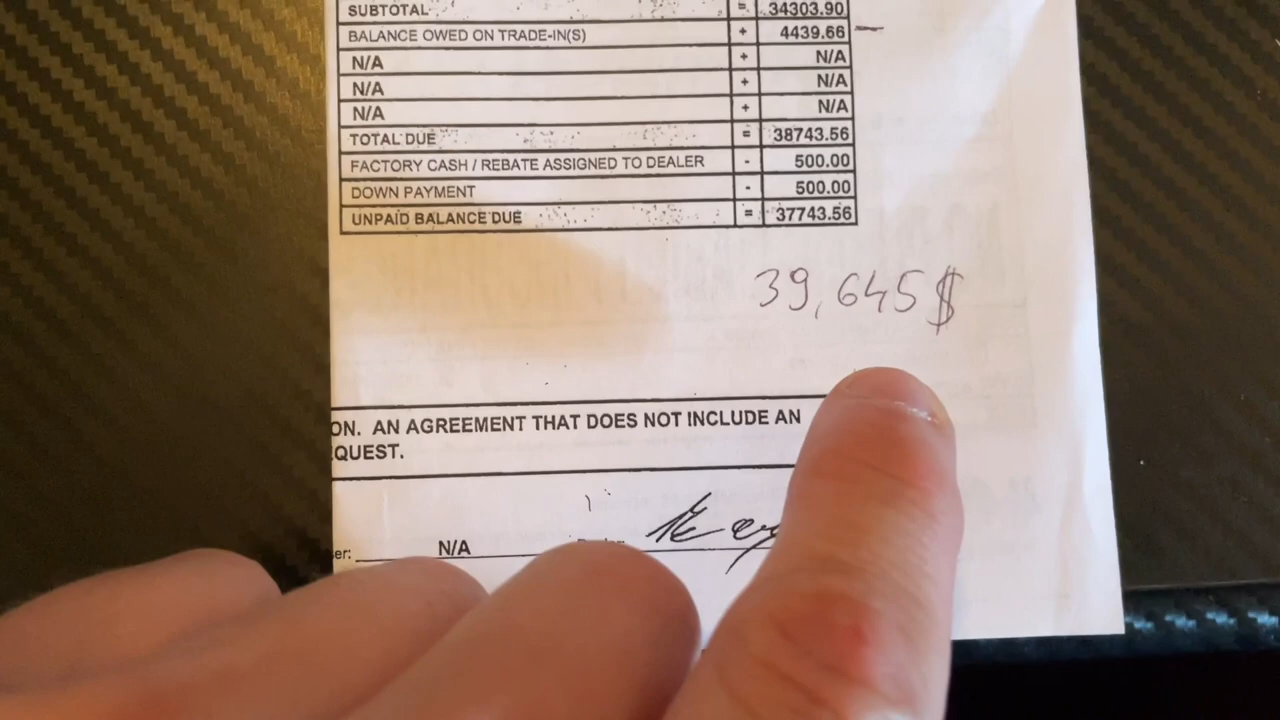 SUBTOTAL = 34303.90
BALANCE OWED ON TRADE-IN(S) + 4439.66
N/A + N/A
N/A + N/A
N/A + N/A
TOTAL DUE = 38743.56
FACTORY CASH / REBATE ASSIGNED TO DEALER - 500.00
DOWN PAYMENT - 500.00
UNPAID BALANCE DUE = 37743.56
39,645$
ON. AN AGREEMENT THAT DOES NOT INCLUDE AN
QUEST.
er: N/A